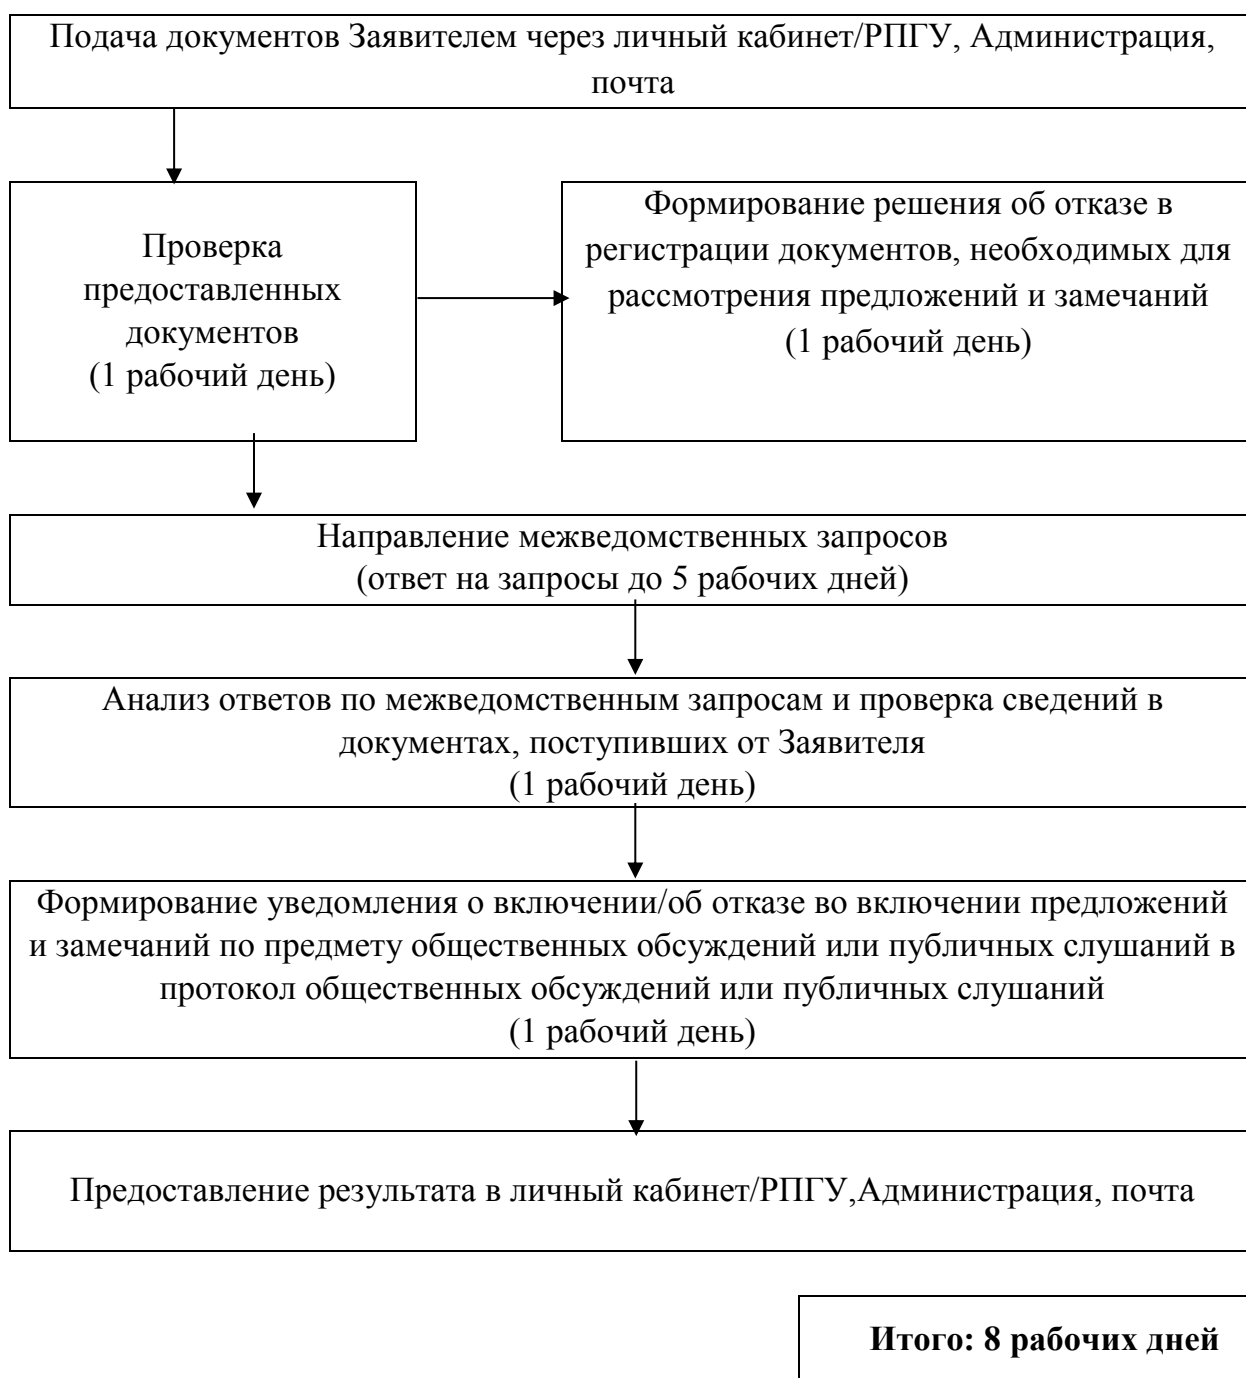 Подача документов Заявителем через личный кабинет/РПГУ, Администрация,
почта
Проверка
предоставленных
документов
(1 рабочий день)
Формирование решения об отказе в
регистрации документов, необходимых для
рассмотрения предложений и замечаний
(1 рабочий день)
Направление межведомственных запросов
(ответ на запросы до 5 рабочих дней)
Анализ ответов по межведомственным запросам и проверка сведений в
документах, поступивших от Заявителя
(1 рабочий день)
Формирование уведомления о включении/об отказе во включении предложений
и замечаний по предмету общественных обсуждений или публичных слушаний в
протокол общественных обсуждений или публичных слушаний
(1 рабочий день)
Предоставление результата в личный кабинет/РПГУ,Администрация, почта
Итого: 8 рабочих дней